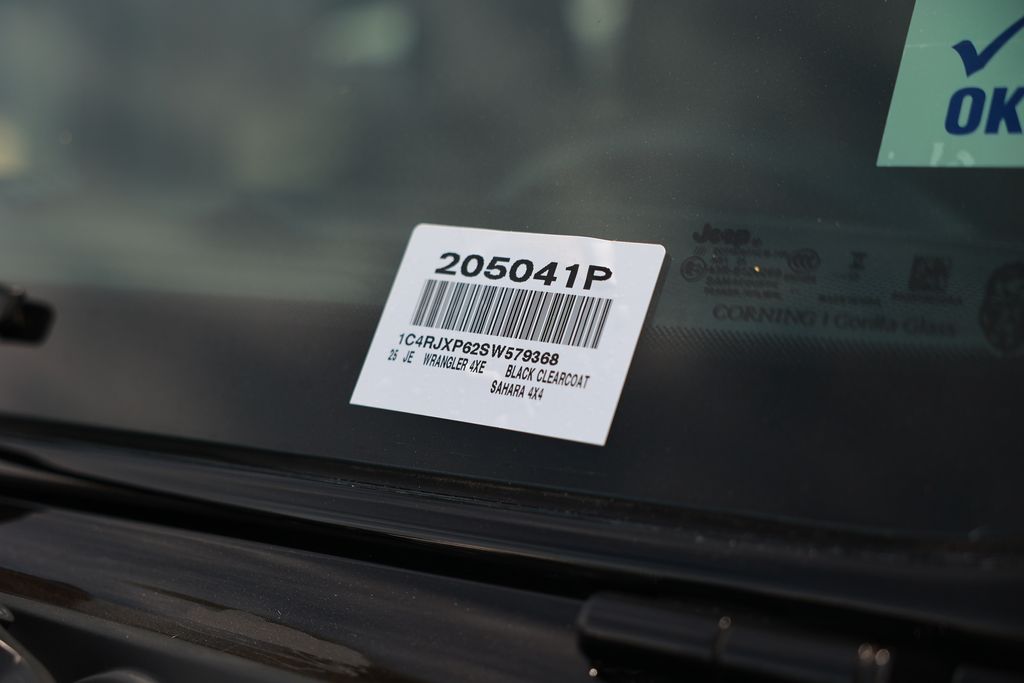 OK
205041P
1C4RJXP62SW579368
25 JE WRANGLER 4XE BLACK CLEARCOAT
SAHARA 4X4
Jeep
CORNING | Gorilla Glass